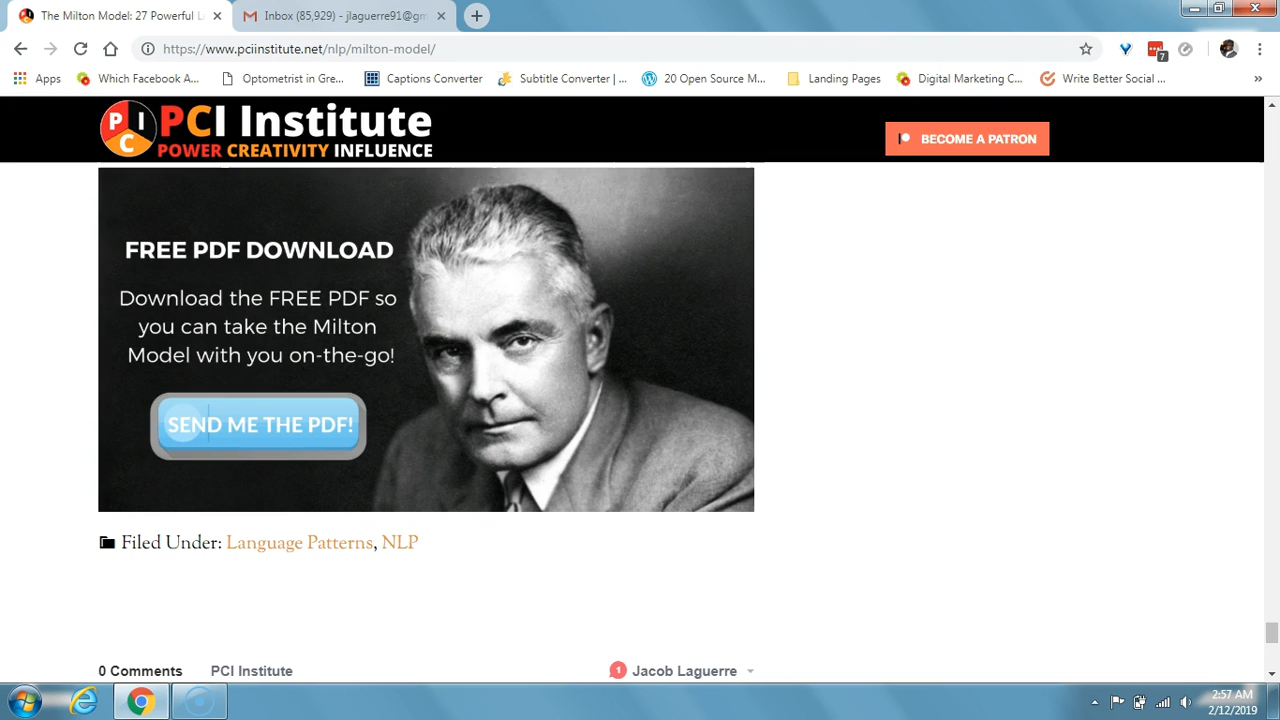 The Milton Model: 27 Powerful L
Inbox (85,929) - jlaguerre91@gm
https://www.pciinstitute.net/nlp/milton-model/
7
Apps
Which Facebook A...
Optometrist in Gre...
Captions Converter
Subtitle Converter | ...
20 Open Source M...
Landing Pages
Digital Marketing C...
Write Better Social ...
»
P I C
PCI Institute
POWER CREATIVITY INFLUENCE
BECOME A PATRON
FREE PDF DOWNLOAD
Download the FREE PDF so
you can take the Milton
Model with you on-the-go!
SEND ME THE PDF!
Filed Under: Language Patterns, NLP
0 Comments
PCI Institute
1
Jacob Laguerre
2:57 AM
2/12/2019